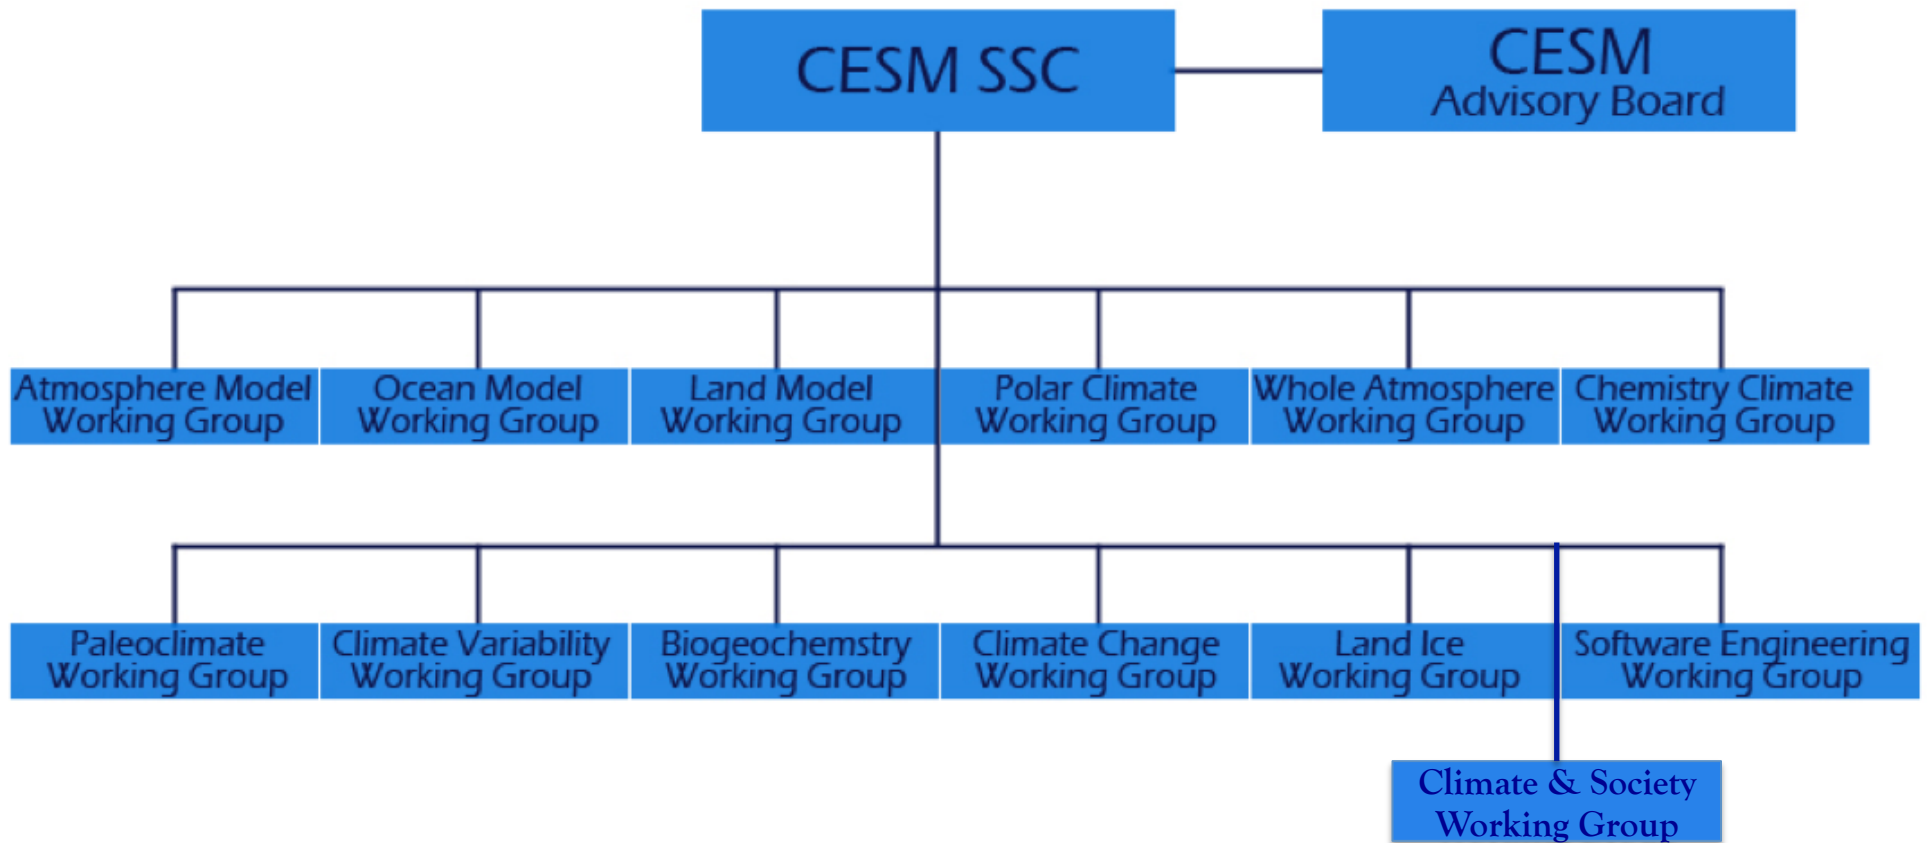 CESM SSC
CESM
Advisory Board
Atmosphere Model
Working Group
Ocean Model
Working Group
Land Model
Working Group
Polar Climate
Working Group
Whole Atmosphere
Working Group
Chemistry Climate
Working Group
Paleoclimate
Working Group
Climate Variability
Working Group
Biogeochemstry
Working Group
Climate Change
Working Group
Land Ice
Working Group
Software Engineering
Working Group
Climate & Society
Working Group